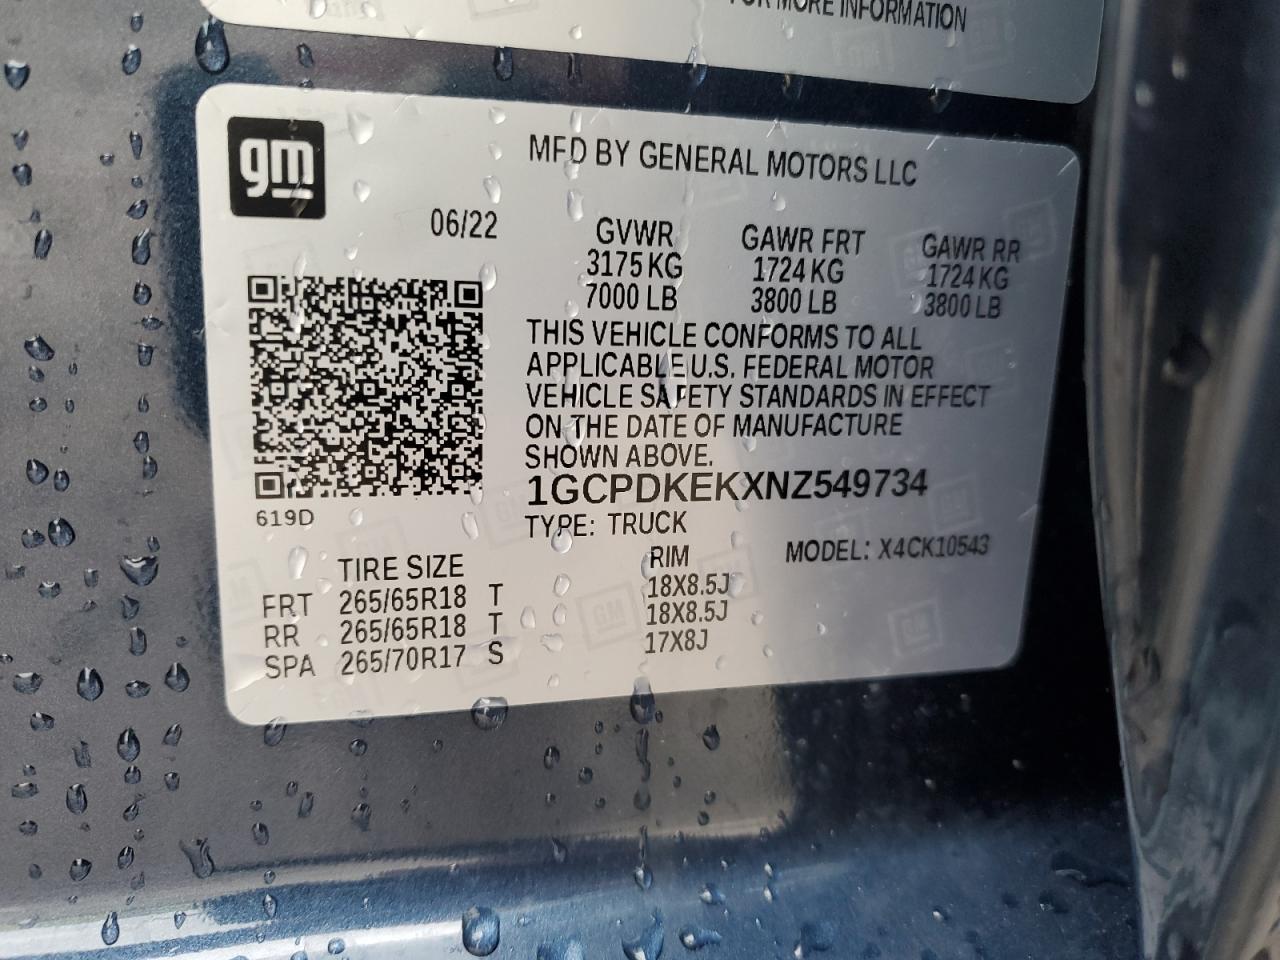 FOR MORE INFORMATION
gm
MFD BY GENERAL MOTORS LLC
06/22
GVWR GAWR FRT GAWR RR
3175 KG 1724 KG 1724 KG
7000 LB 3800 LB 3800 LB
THIS VEHICLE CONFORMS TO ALL
APPLICABLE U.S. FEDERAL MOTOR
VEHICLE SAFETY STANDARDS IN EFFECT
ON THE DATE OF MANUFACTURE
SHOWN ABOVE.
1GCPDKEKXNZ549734
619D
TYPE: TRUCK
MODEL: X4CK10543
TIRE SIZE RIM
FRT 265/65R18 T 18X8.5J
RR 265/65R18 T 18X8.5J
SPA 265/70R17 S 17X8J